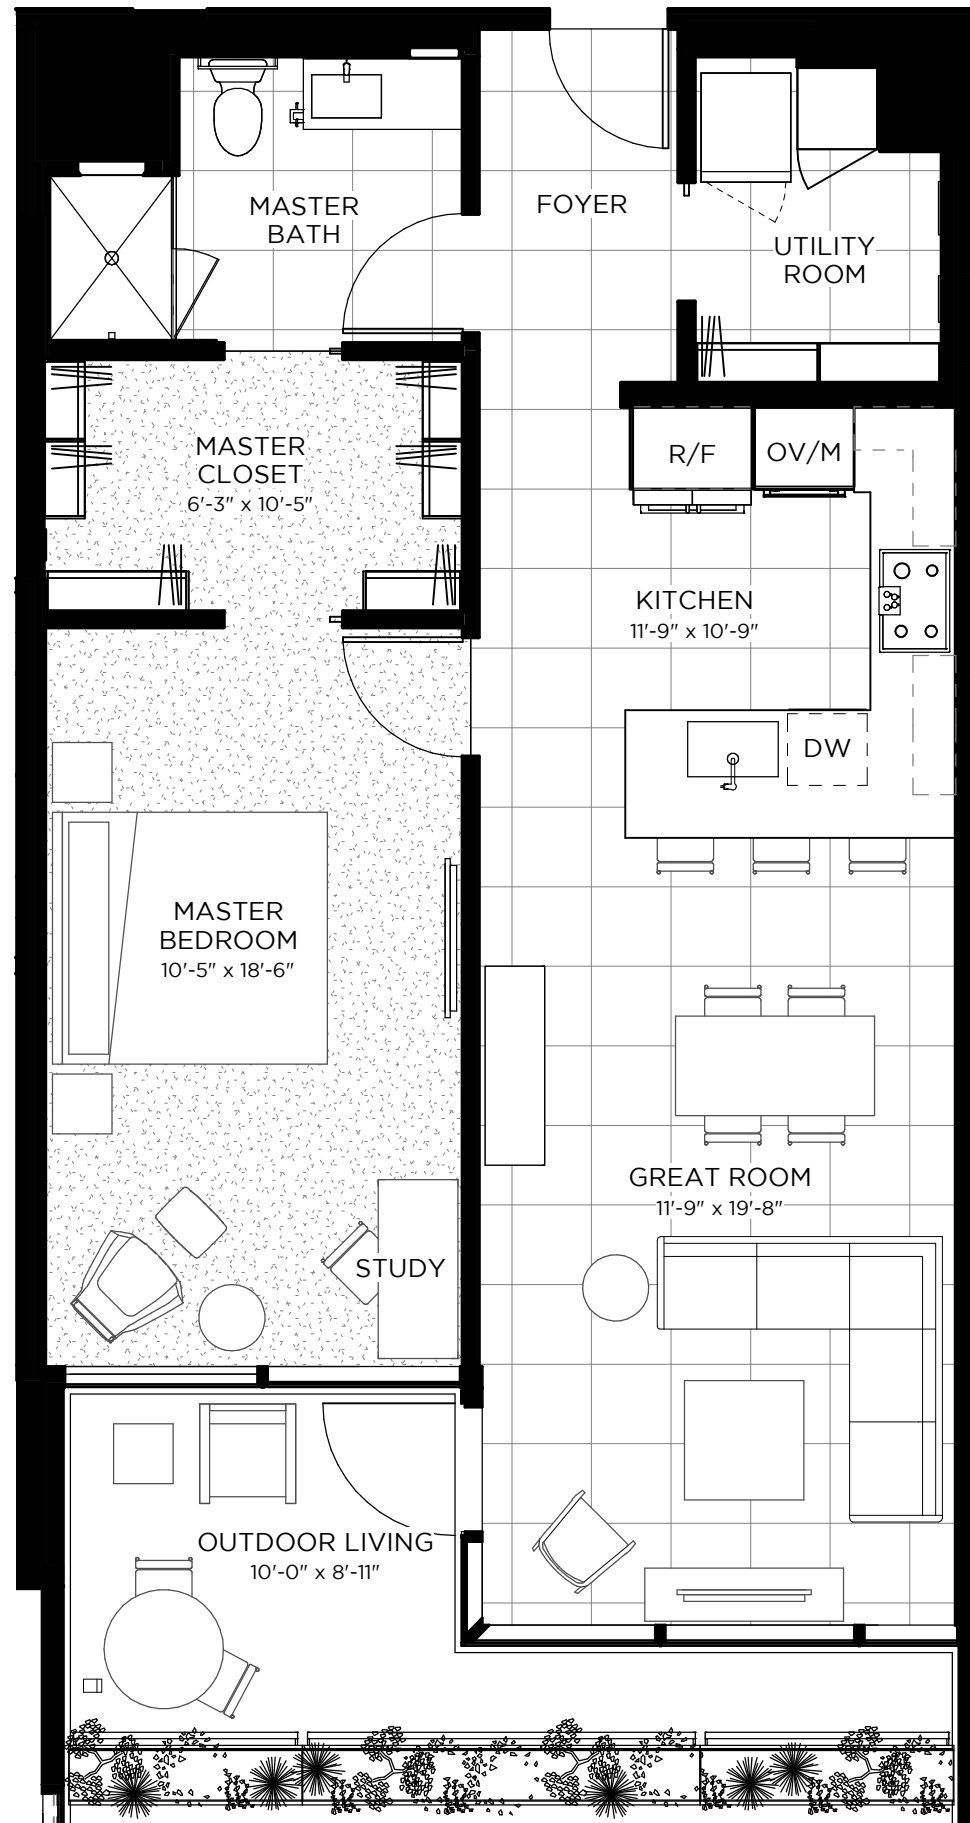 MASTER
BATH
FOYER
UTILITY
ROOM
MASTER
CLOSET
6'-3" x 10'-5"
R/F
OV/M
KITCHEN
11'-9" x 10'-9"
DW
MASTER
BEDROOM
10'-5" x 18'-6"
GREAT ROOM
11'-9" x 19'-8"
STUDY
OUTDOOR LIVING
10'-0" x 8'-11"